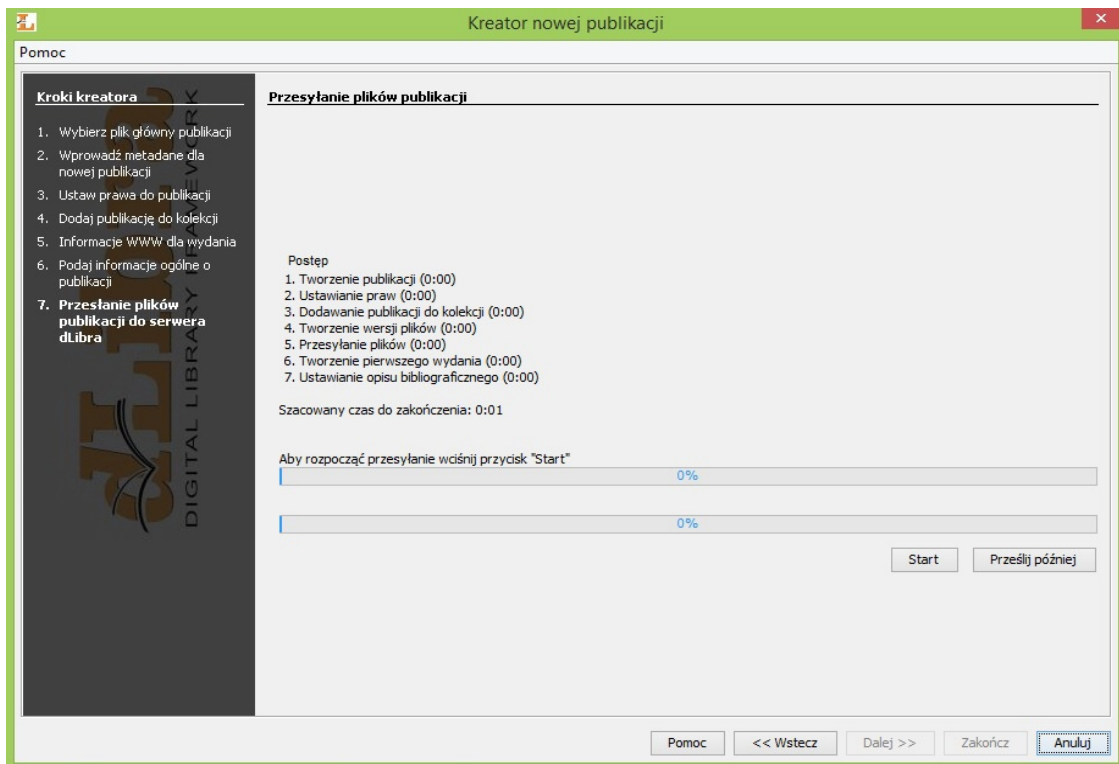 Kreator nowej publikacji
Pomoc
Kroki kreatora
1. Wybierz plik główny publikacji
2. Wprowadź metadane dla
nowej publikacji
3. Ustaw prawa do publikacji
4. Dodaj publikację do kolekcji
5. Informacje WWW dla wydania
6. Podaj informacje ogólne o
publikacji
7. Przesłanie plików
publikacji do serwera
dLibra
dLIBRA
DIGITAL LIBRARY FRAMEWORK
Przesyłanie plików publikacji
Postęp
1. Tworzenie publikacji (0:00)
2. Ustawianie praw (0:00)
3. Dodawanie publikacji do kolekcji (0:00)
4. Tworzenie wersji plików (0:00)
5. Przesyłanie plików (0:00)
6. Tworzenie pierwszego wydania (0:00)
7. Ustawianie opisu bibliograficznego (0:00)
Szacowany czas do zakończenia: 0:01
Aby rozpocząć przesyłanie wciśnij przycisk "Start"
0%
0%
Start Prześlij później
Pomoc << Wstecz Dalej >> Zakończ Anuluj